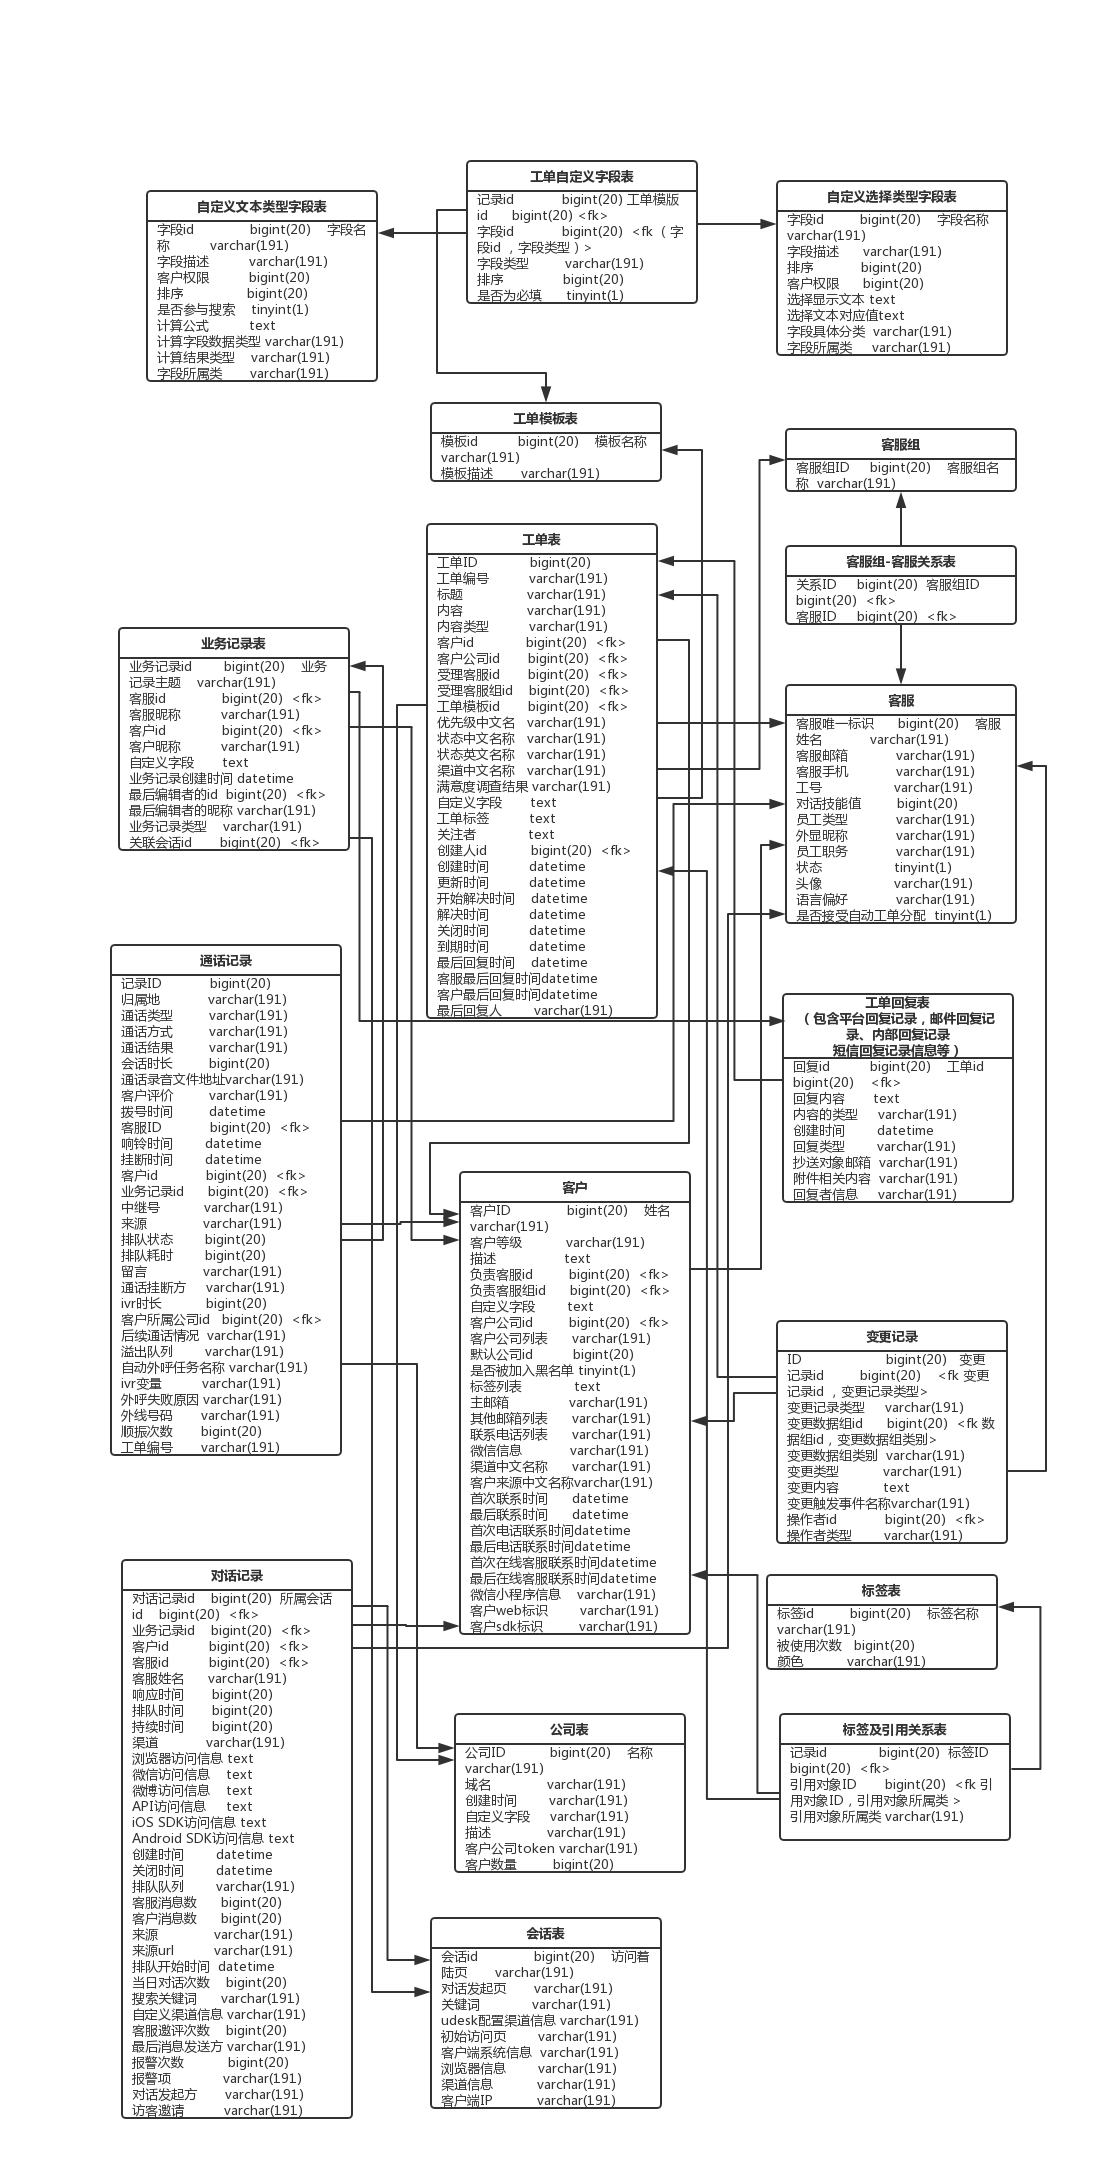 工单自定义字段表
记录id bigint(20) 工单模版
id bigint(20) <fk>
字段id bigint(20) <fk（字
段id ，字段类型）>
字段类型 varchar(191)
排序 bigint(20)
是否为必填 tinyint(1)
自定义文本类型字段表
字段id bigint(20) 字段名
称 varchar(191)
字段描述 varchar(191)
客户权限 bigint(20)
排序 bigint(20)
是否参与搜索 tinyint(1)
计算公式 text
计算字段数据类型 varchar(191)
计算结果类型 varchar(191)
字段所属类 varchar(191)
自定义选择类型字段表
字段id bigint(20) 字段名称
varchar(191)
字段描述 varchar(191)
排序 bigint(20)
客户权限 bigint(20)
选择显示文本 text
选择文本对应值text
字段具体分类 varchar(191)
字段所属类 varchar(191)
工单模板表
模板id bigint(20) 模板名称
varchar(191)
模板描述 varchar(191)
客服组
客服组ID bigint(20) 客服组名
称 varchar(191)
工单表
工单ID bigint(20)
工单编号 varchar(191)
标题 varchar(191)
内容 varchar(191)
内容类型 varchar(191)
客户id bigint(20) <fk>
客户公司id bigint(20) <fk>
受理客服id bigint(20) <fk>
受理客服组id bigint(20) <fk>
工单模板id bigint(20) <fk>
优先级中文名 varchar(191)
状态中文名称 varchar(191)
状态英文名称 varchar(191)
渠道中文名称 varchar(191)
满意度调查结果 varchar(191)
自定义字段 text
工单标签 text
关注者 text
创建人id bigint(20) <fk>
创建时间 datetime
更新时间 datetime
开始解决时间 datetime
解决时间 datetime
关闭时间 datetime
到期时间 datetime
最后回复时间 datetime
客服最后回复时间datetime
客户最后回复时间datetime
最后回复人 varchar(191)
客服组-客服关系表
关系ID bigint(20) 客服组ID
bigint(20) <fk>
客服ID bigint(20) <fk>
业务记录表
业务记录id bigint(20) 业务
记录主题 varchar(191)
客服id bigint(20) <fk>
客服昵称 varchar(191)
客户id bigint(20) <fk>
客户昵称 varchar(191)
自定义字段 text
业务记录创建时间 datetime
最后编辑者的id bigint(20) <fk>
最后编辑者的昵称 varchar(191)
业务记录类型 varchar(191)
关联会话id bigint(20) <fk>
客服
客服唯一标识 bigint(20) 客服
姓名 varchar(191)
客服邮箱 varchar(191)
客服手机 varchar(191)
工号 varchar(191)
对话技能值 bigint(20)
员工类型 varchar(191)
外显昵称 varchar(191)
员工职务 varchar(191)
状态 tinyint(1)
头像 varchar(191)
语言偏好 varchar(191)
是否接受自动工单分配 tinyint(1)
通话记录
记录ID bigint(20)
归属地 varchar(191)
通话类型 varchar(191)
通话方式 varchar(191)
通话结果 varchar(191)
会话时长 bigint(20)
通话录音文件地址varchar(191)
客户评价 varchar(191)
拨号时间 datetime
客服ID bigint(20) <fk>
响铃时间 datetime
挂断时间 datetime
客户id bigint(20) <fk>
业务记录id bigint(20) <fk>
中继号 varchar(191)
来源 varchar(191)
排队状态 bigint(20)
排队耗时 bigint(20)
留言 varchar(191)
通话挂断方 varchar(191)
ivr时长 bigint(20)
客户所属公司id bigint(20) <fk>
后续通话情况 varchar(191)
溢出队列 varchar(191)
自动外呼任务名称 varchar(191)
ivr变量 varchar(191)
外呼失败原因 varchar(191)
外线号码 varchar(191)
顺振次数 bigint(20)
工单编号 varchar(191)
工单回复表
（包含平台回复记录，邮件回复记
录、内部回复记录
短信回复记录信息等）
回复id bigint(20) 工单id
bigint(20) <fk>
回复内容 text
内容的类型 varchar(191)
创建时间 datetime
回复类型 varchar(191)
抄送对象邮箱 varchar(191)
附件相关内容 varchar(191)
回复者信息 varchar(191)
客户
客户ID bigint(20) 姓名
varchar(191)
客户等级 varchar(191)
描述 text
负责客服id bigint(20) <fk>
负责客服组id bigint(20) <fk>
自定义字段 text
客户公司id bigint(20) <fk>
客户公司列表 varchar(191)
默认公司id bigint(20)
是否被加入黑名单 tinyint(1)
标签列表 text
主邮箱 varchar(191)
其他邮箱列表 varchar(191)
联系电话列表 varchar(191)
微信信息 varchar(191)
渠道中文名称 varchar(191)
客户来源中文名称varchar(191)
首次联系时间 datetime
最后联系时间 datetime
首次电话联系时间datetime
最后电话联系时间datetime
首次在线客服联系时间datetime
最后在线客服联系时间datetime
微信小程序信息 varchar(191)
客户web标识 varchar(191)
客户sdk标识 varchar(191)
变更记录
ID bigint(20) 变更
记录id bigint(20) <fk 变更
记录id ，变更记录类型>
变更记录类型 varchar(191)
变更数据组id bigint(20) <fk 数
据组id，变更数据组类别>
变更数据组类别 varchar(191)
变更类型 varchar(191)
变更内容 text
变更触发事件名称varchar(191)
操作者id bigint(20) <fk>
操作者类型 varchar(191)
对话记录
对话记录id bigint(20) 所属会话
id bigint(20) <fk>
业务记录id bigint(20) <fk>
客户id bigint(20) <fk>
客服id bigint(20) <fk>
客服姓名 varchar(191)
响应时间 bigint(20)
排队时间 bigint(20)
持续时间 bigint(20)
渠道 varchar(191)
浏览器访问信息 text
微信访问信息 text
微博访问信息 text
API访问信息 text
iOS SDK访问信息 text
Android SDK访问信息 text
创建时间 datetime
关闭时间 datetime
排队队列 varchar(191)
客服消息数 bigint(20)
客户消息数 bigint(20)
来源 varchar(191)
来源url varchar(191)
排队开始时间 datetime
当日对话次数 bigint(20)
搜索关键词 varchar(191)
自定义渠道信息 varchar(191)
客服邀评次数 bigint(20)
最后消息发送方 varchar(191)
报警次数 bigint(20)
报警项 varchar(191)
对话发起方 varchar(191)
访客邀请 varchar(191)
标签表
标签id bigint(20) 标签名称
varchar(191)
被使用次数 bigint(20)
颜色 varchar(191)
公司表
公司ID bigint(20) 名称
varchar(191)
域名 varchar(191)
创建时间 varchar(191)
自定义字段 varchar(191)
描述 varchar(191)
客户公司token varchar(191)
客户数量 bigint(20)
标签及引用关系表
记录id bigint(20) 标签ID
bigint(20) <fk>
引用对象ID bigint(20) <fk 引
用对象ID，引用对象所属类 >
引用对象所属类 varchar(191)
会话表
会话id bigint(20) 访问着
陆页 varchar(191)
对话发起页 varchar(191)
关键词 varchar(191)
udesk配置渠道信息 varchar(191)
初始访问页 varchar(191)
客户端系统信息 varchar(191)
浏览器信息 varchar(191)
渠道信息 varchar(191)
客户端IP varchar(191)